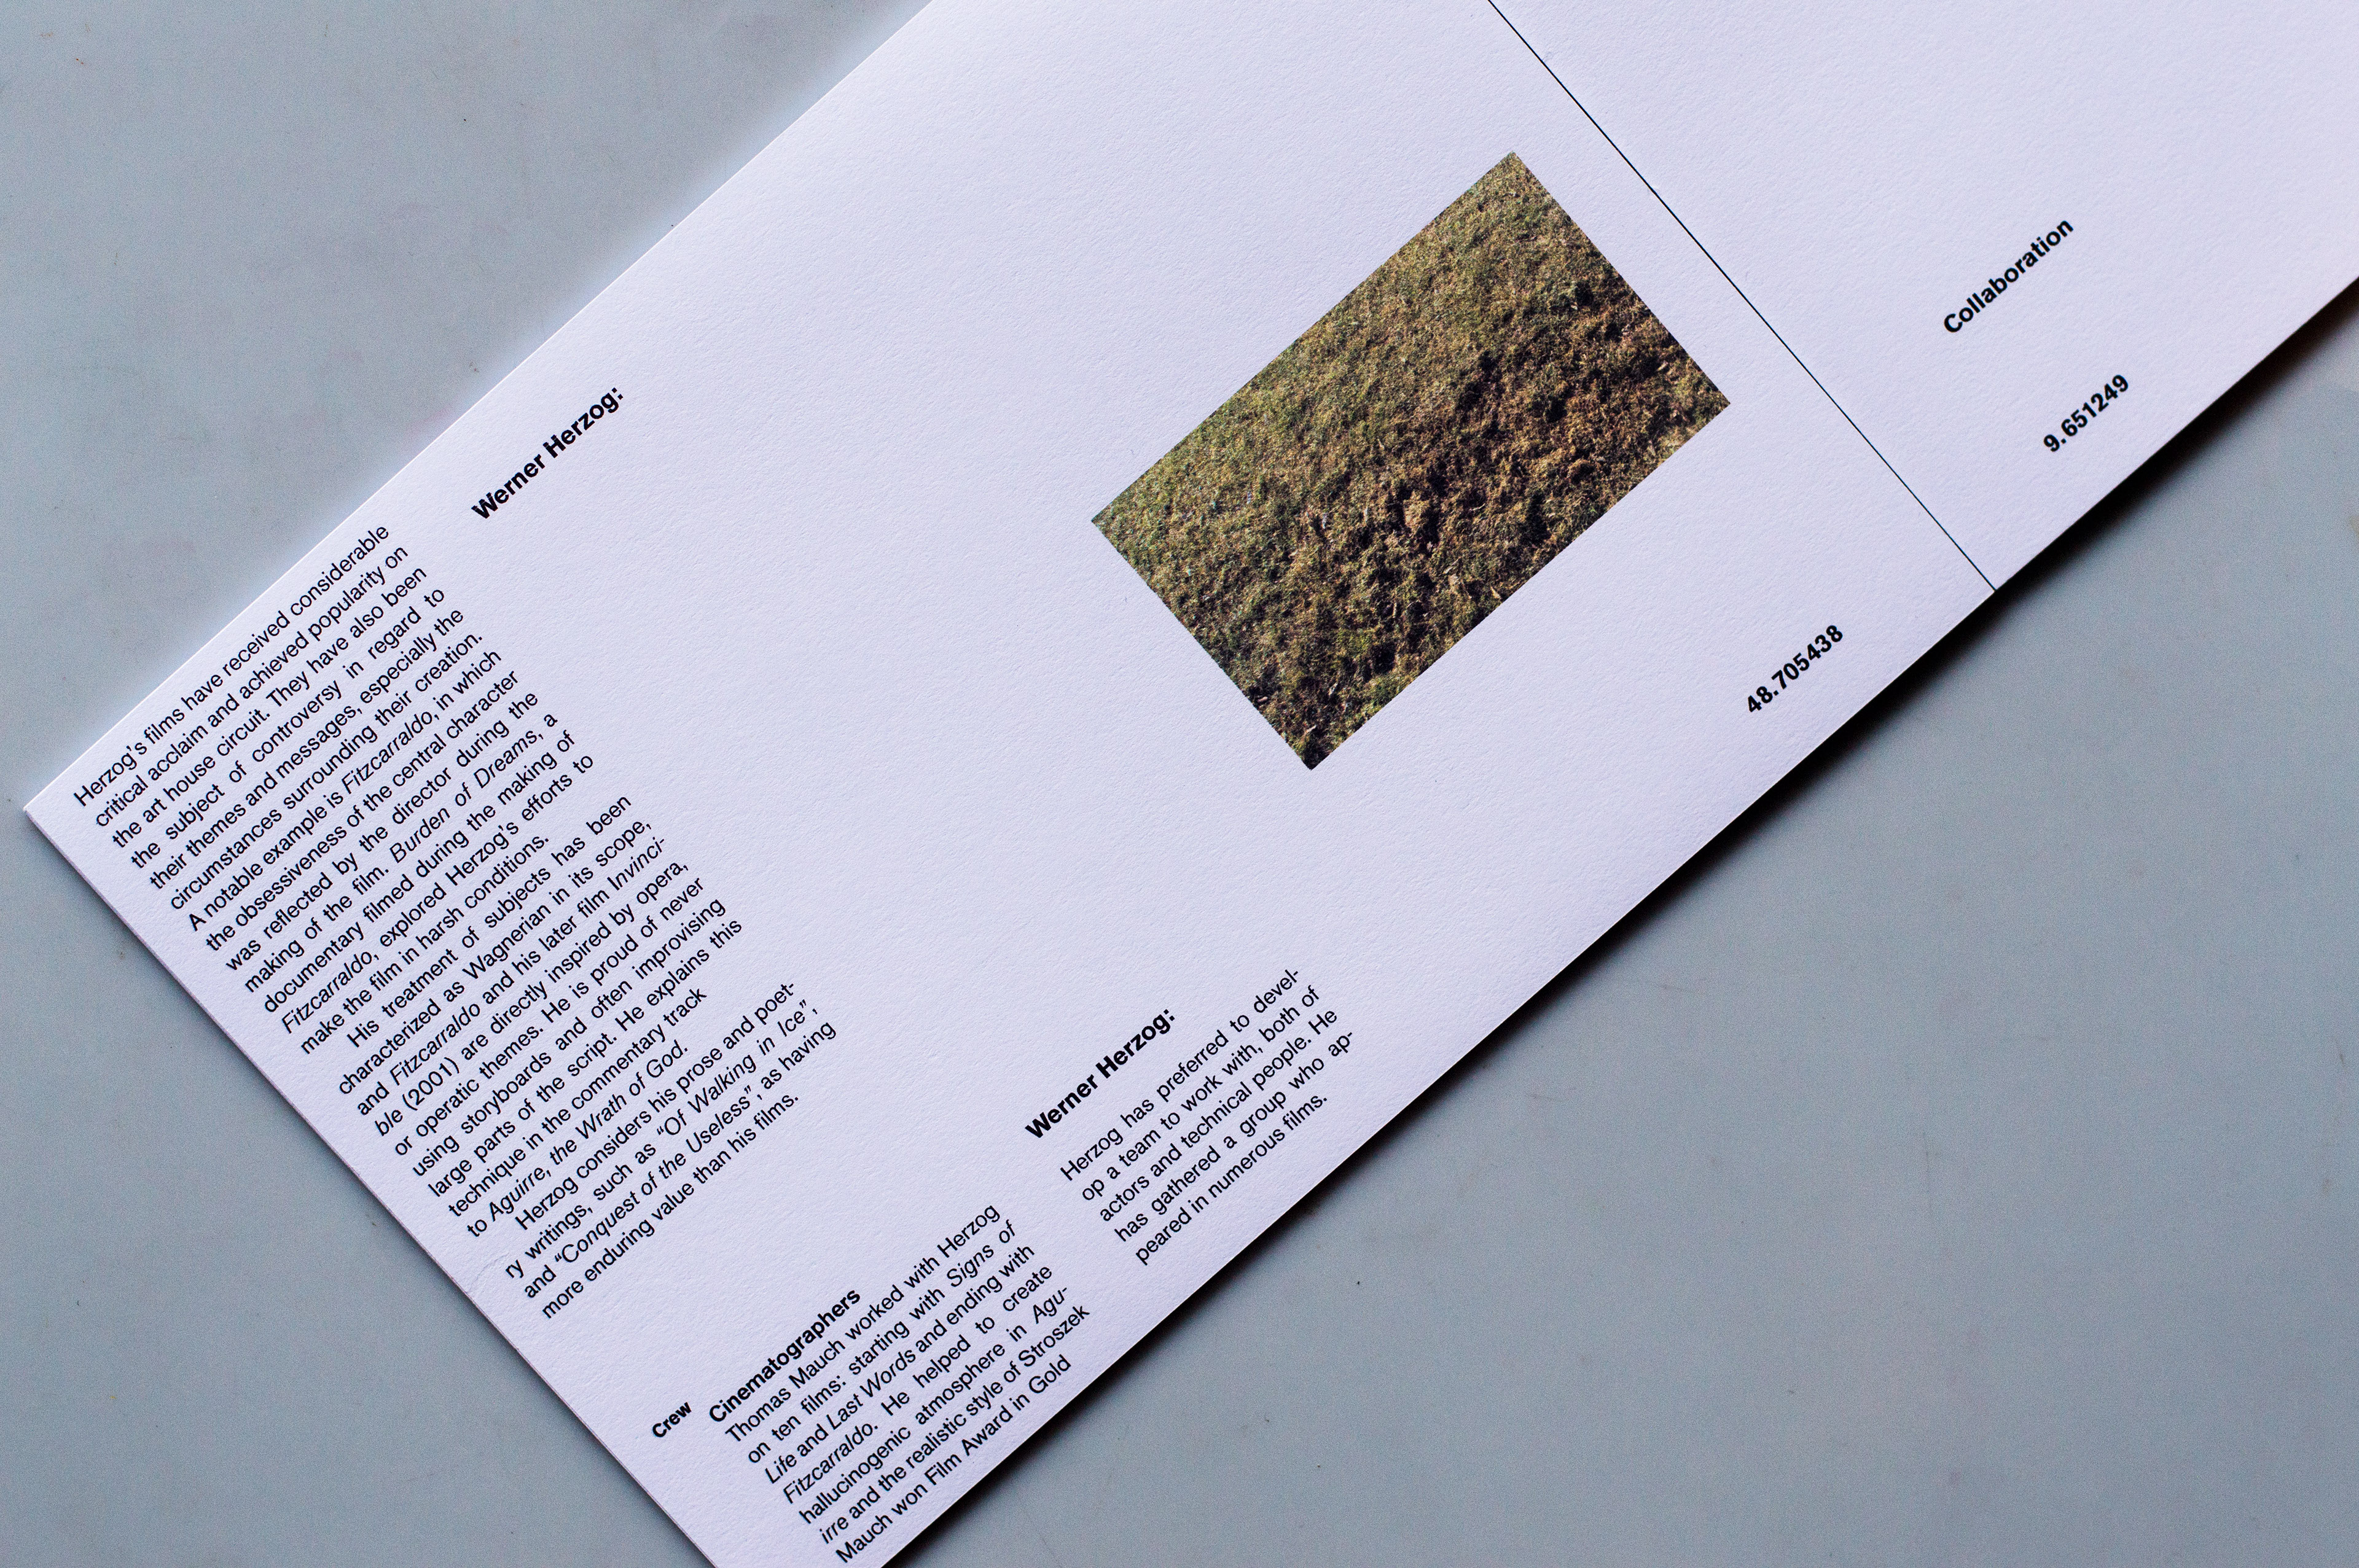 Werner Herzog:
Herzog's films have received considerable
critical acclaim and achieved popularity on
the art house circuit. They have also been
the subject of controversy in regard to
their themes and messages, especially the
circumstances surrounding their creation.
A notable example is Fitzcarraldo, in which
the obsessiveness of the central character
was reflected by the director during the
making of the film. Burden of Dreams, a
documentary filmed during the making of
Fitzcarraldo, explored Herzog's efforts to
make the film in harsh conditions.
His treatment of subjects has been
characterized as Wagnerian in its scope,
and Fitzcarraldo and his later film Invinci-
ble (2001) are directly inspired by opera,
or operatic themes. He is proud of never
using storyboards and often improvising
large parts of the script. He explains this
technique in the commentary track
to Aguirre, the Wrath of God.
Herzog considers his prose and poet-
ry writings, such as “Of Walking in Ice”,
and “Conquest of the Useless”, as having
more enduring value than his films.
Crew
Cinematographers
Thomas Mauch worked with Herzog
on ten films: starting with Signs of
Life and Last Words and ending with
Fitzcarraldo. He helped to create
hallucinogenic atmosphere in Agu-
irre and the realistic style of Stroszek
Mauch won Film Award in Gold
Werner Herzog:
Herzog has preferred to devel-
op a team to work with, both of
actors and technical people. He
has gathered a group who ap-
peared in numerous films.
48.705438
Collaboration
9.651249